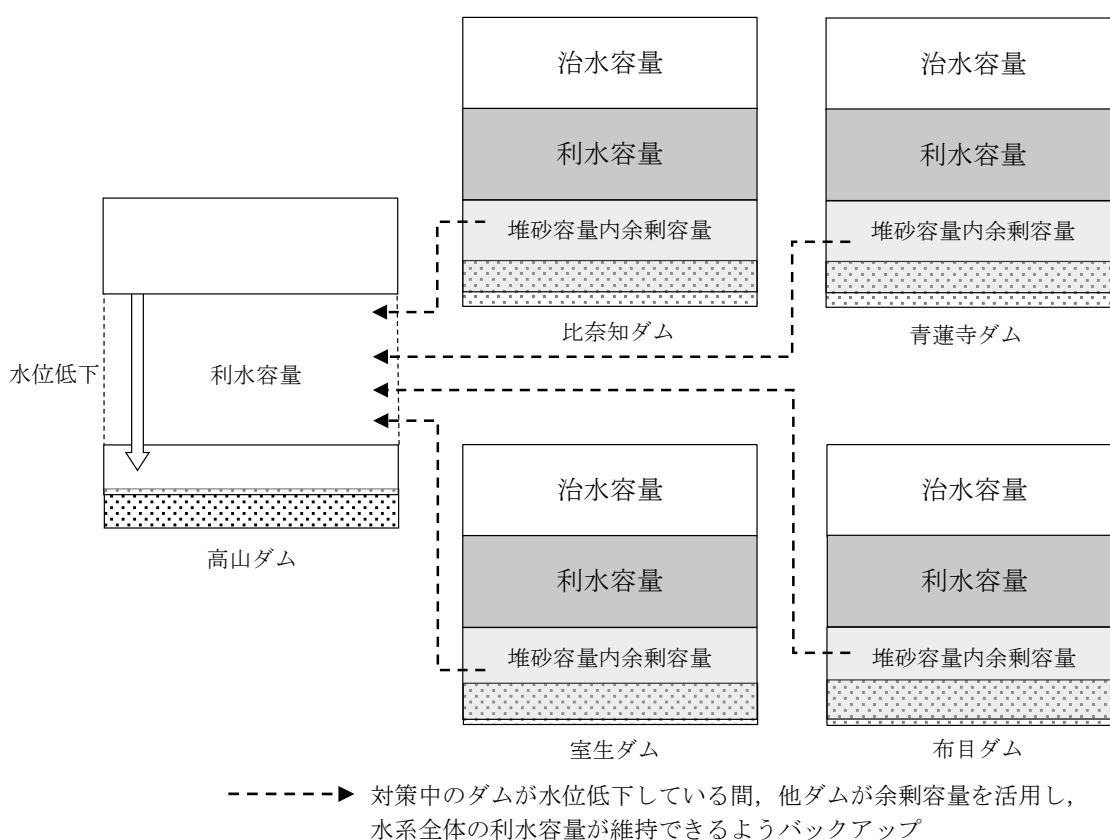 治水容量
利水容量
堆砂容量内余剰容量
比奈知ダム
治水容量
利水容量
堆砂容量内余剰容量
青蓮寺ダム
水位低下
利水容量
高山ダム
治水容量
利水容量
堆砂容量内余剰容量
室生ダム
治水容量
利水容量
堆砂容量内余剰容量
布目ダム
対策中のダムが水位低下している間，他ダムが余剰容量を活用し，
水系全体の利水容量が維持できるようバックアップ